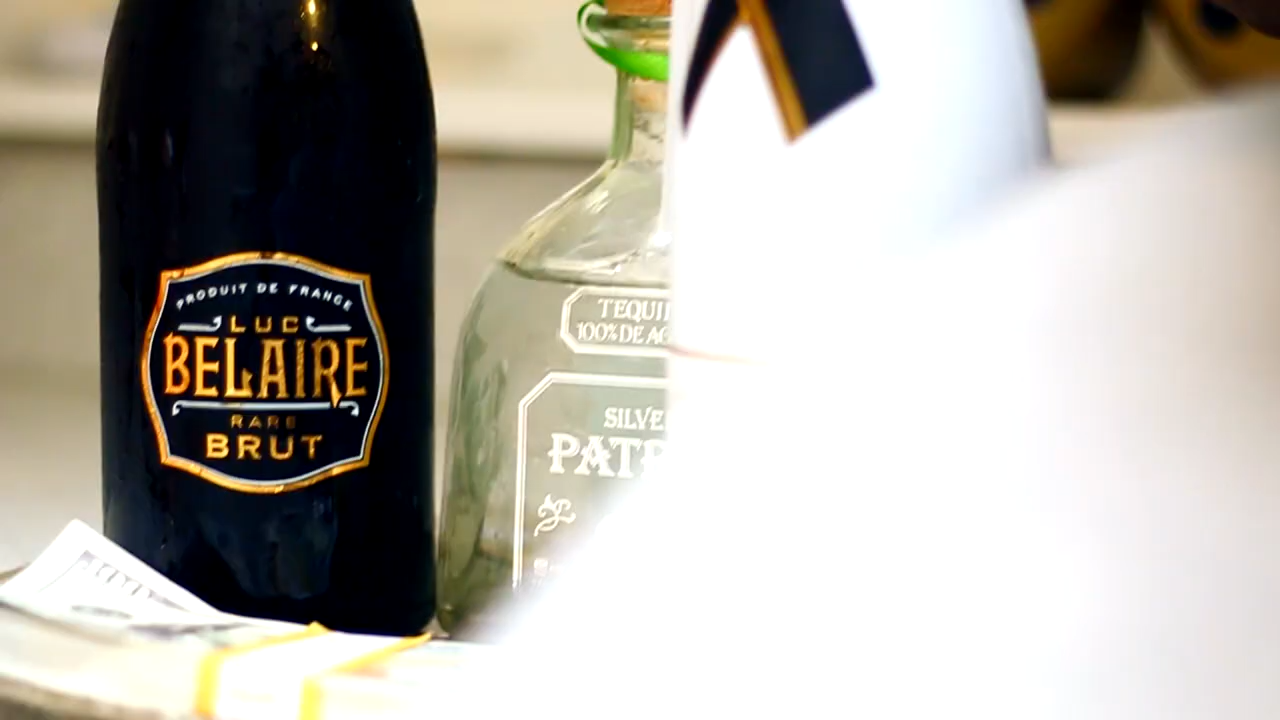 PRODUIT DE FRANCE
LUC
BELAIRE
RARE
BRUT
TEQUI
100% DE AG
SILVE
PATR